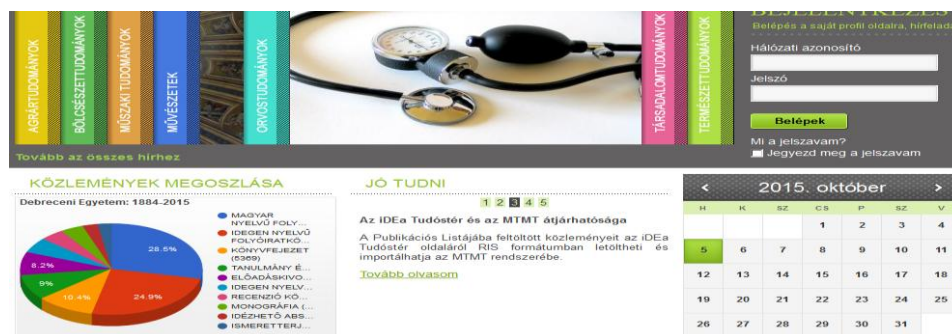 AGRÁRTUDOMÁNYOK
BÖLCSÉSZETTUDOMÁNYOK
MŰSZAKI TUDOMÁNYOK
MŰVÉSZETEK
ORVOSTUDOMÁNYOK
TÁRSADALOMTUDOMÁNYOK
TERMÉSZETTUDOMÁNYOK
BEJELENTKEZÉS
Belépés a saját profil oldalra, hírfelad
Hálózati azonosító
Jelszó
Belépek
Mi a jelszavam?
Jegyezd meg a jelszavam
Tovább az összes hírhez
KÖZLEMÉNYEK MEGOSZLÁSA
Debreceni Egyetem: 1884-2015
28.5%
24.9%
10.4%
9%
8.2%
MAGYAR
NYELVŰ FOLY...
IDEGEN NYELVŰ
FOLYÓIRATKÖ...
KÖNYVFEJEZET
(5369)
TANULMÁNY É...
ELŐADÁSKIVO...
IDEGEN NYELV...
RECENZIÓ KÖ...
MONOGRÁFIA (...
IDÉZHETŐ ABS...
ISMERETTERJ...
JÓ TUDNI
1 2 3 4 5
Az iDEa Tudóstér és az MTMT átjárhatósága
A Publikációs Listájába feltöltött közleményeit az iDEa
Tudóstér oldaláról RIS formátumban letöltheti és
importálhatja az MTMT rendszerébe.
Tovább olvasom
< 2015. október >
H K SZ CS P SZ V
1 2 3 4
5 6 7 8 9 10 11
12 13 14 15 16 17 18
19 20 21 22 23 24 25
26 27 28 29 30 31